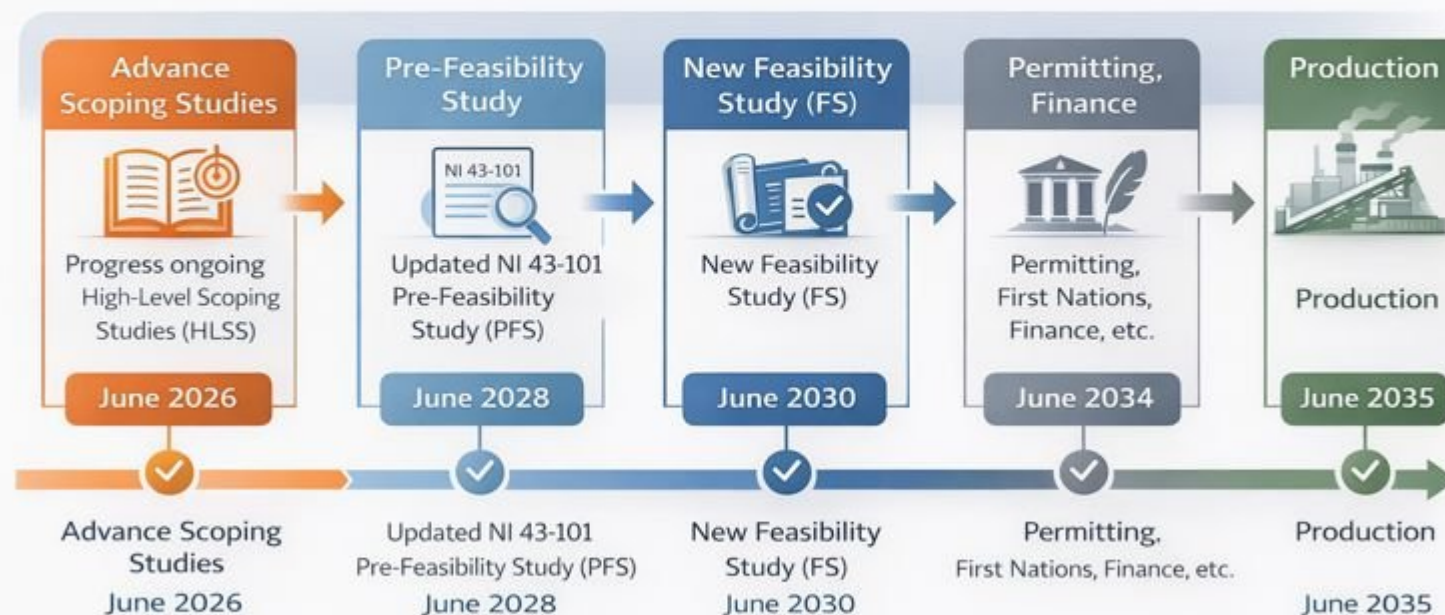 Advance
Scoping Studies
NI 43-101
Progress ongoing
High-Level Scoping
Studies (HLSS)
June 2026
Pre-Feasibility
Study
Updated NI 43-101
Pre-Feasibility
Study (PFS)
June 2028
New Feasibility
Study (FS)
New Feasibility
Study (FS)
June 2030
Permitting,
Finance
Permitting,
First Nations,
Finance, etc.
June 2034
Production
Production
June 2035
Advance Scoping
Studies
June 2026
Updated NI 43-101
Pre-Feasibility Study (PFS)
June 2028
New Feasibility
Study (FS)
June 2030
Permitting,
First Nations, Finance, etc.
Production
June 2035